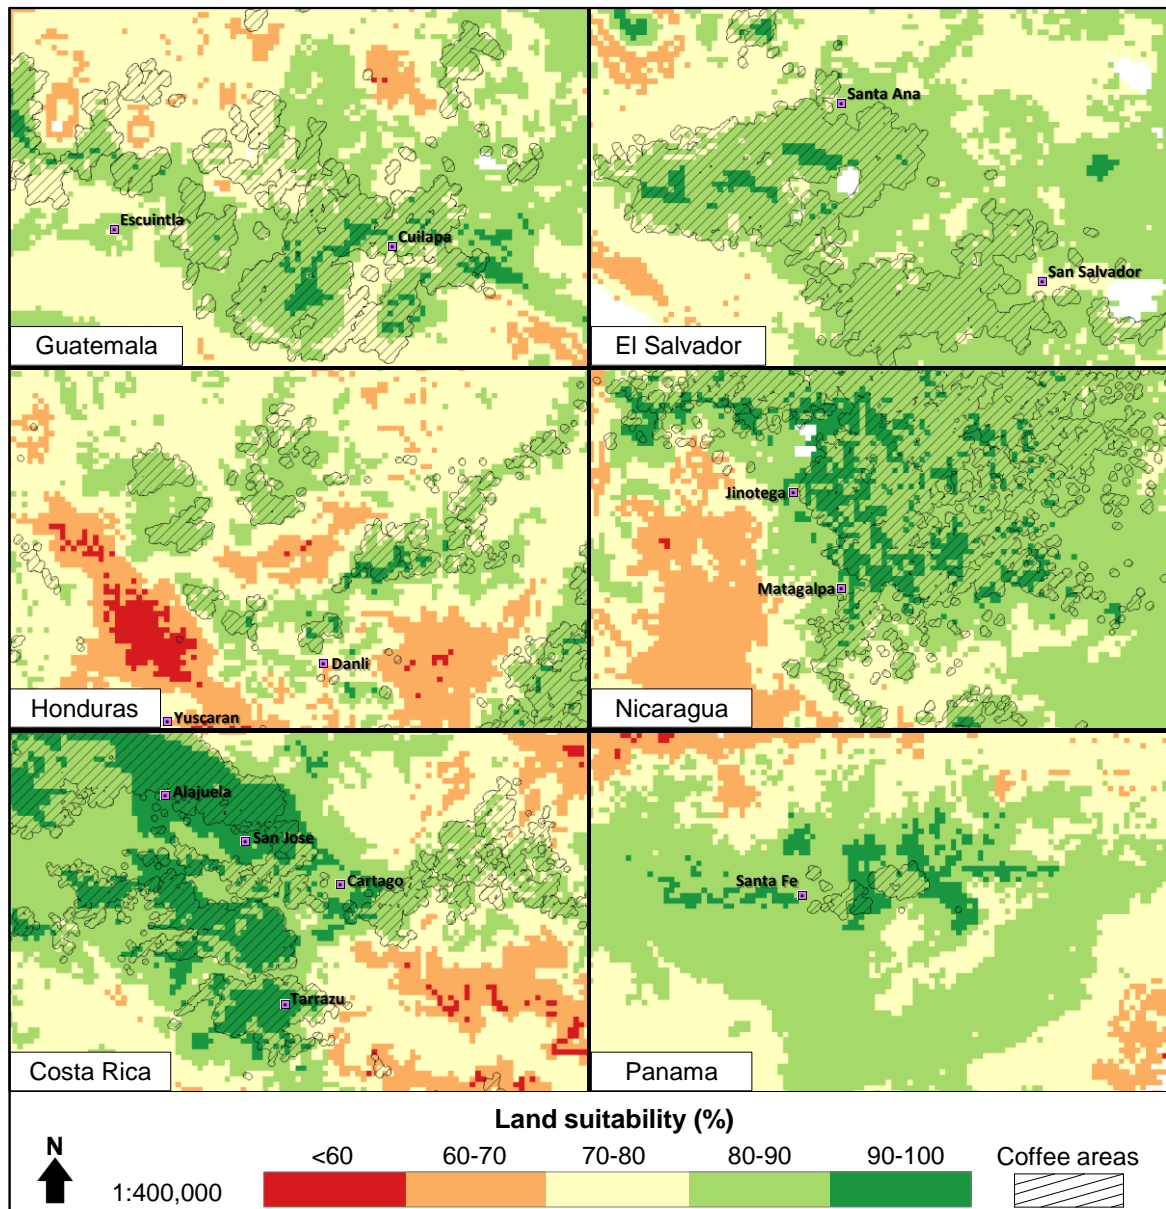 Escuintla
Cuilapa
Guatemala
Santa Ana
San Salvador
El Salvador
Danli
Yuscaran
Honduras
Jinotega
Matagalpa
Nicaragua
Alajuela
San Jose
Cartago
Tarrazu
Costa Rica
Santa Fe
Panama
Land suitability (%)
N
<60 60-70 70-80 80-90 90-100 Coffee areas
1:400,000